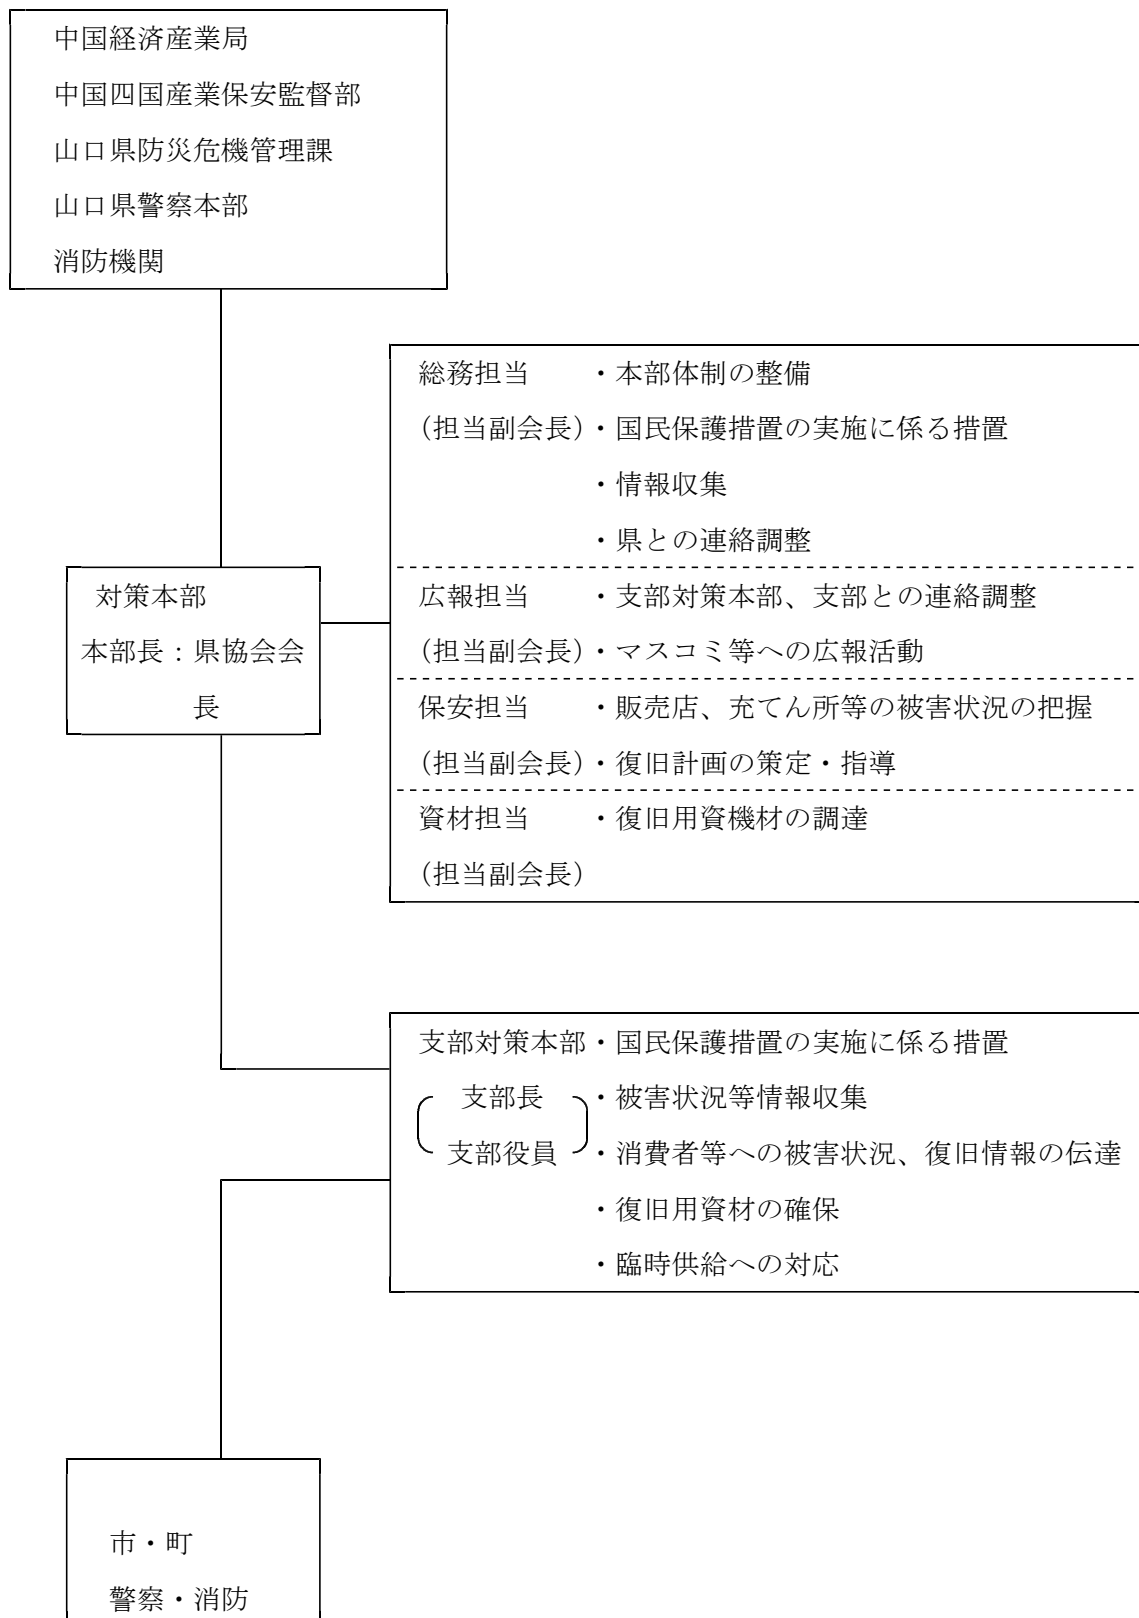 中国経済産業局
中国四国産業保安監督部
山口県防災危機管理課
山口県警察本部
消防機関
総務担当　・本部体制の整備
（担当副会長）・国民保護措置の実施に係る措置
・情報収集
・県との連絡調整
対策本部
本部長：県協会会
長
広報担当　・支部対策本部、支部との連絡調整
（担当副会長）・マスコミ等への広報活動
保安担当　・販売店、充てん所等の被害状況の把握
（担当副会長）・復旧計画の策定・指導
資材担当　・復旧用資機材の調達
（担当副会長）
支部対策本部・国民保護措置の実施に係る措置
支部長　・被害状況等情報収集
支部役員　・消費者等への被害状況、復旧情報の伝達
・復旧用資材の確保
・臨時供給への対応
市・町
警察・消防